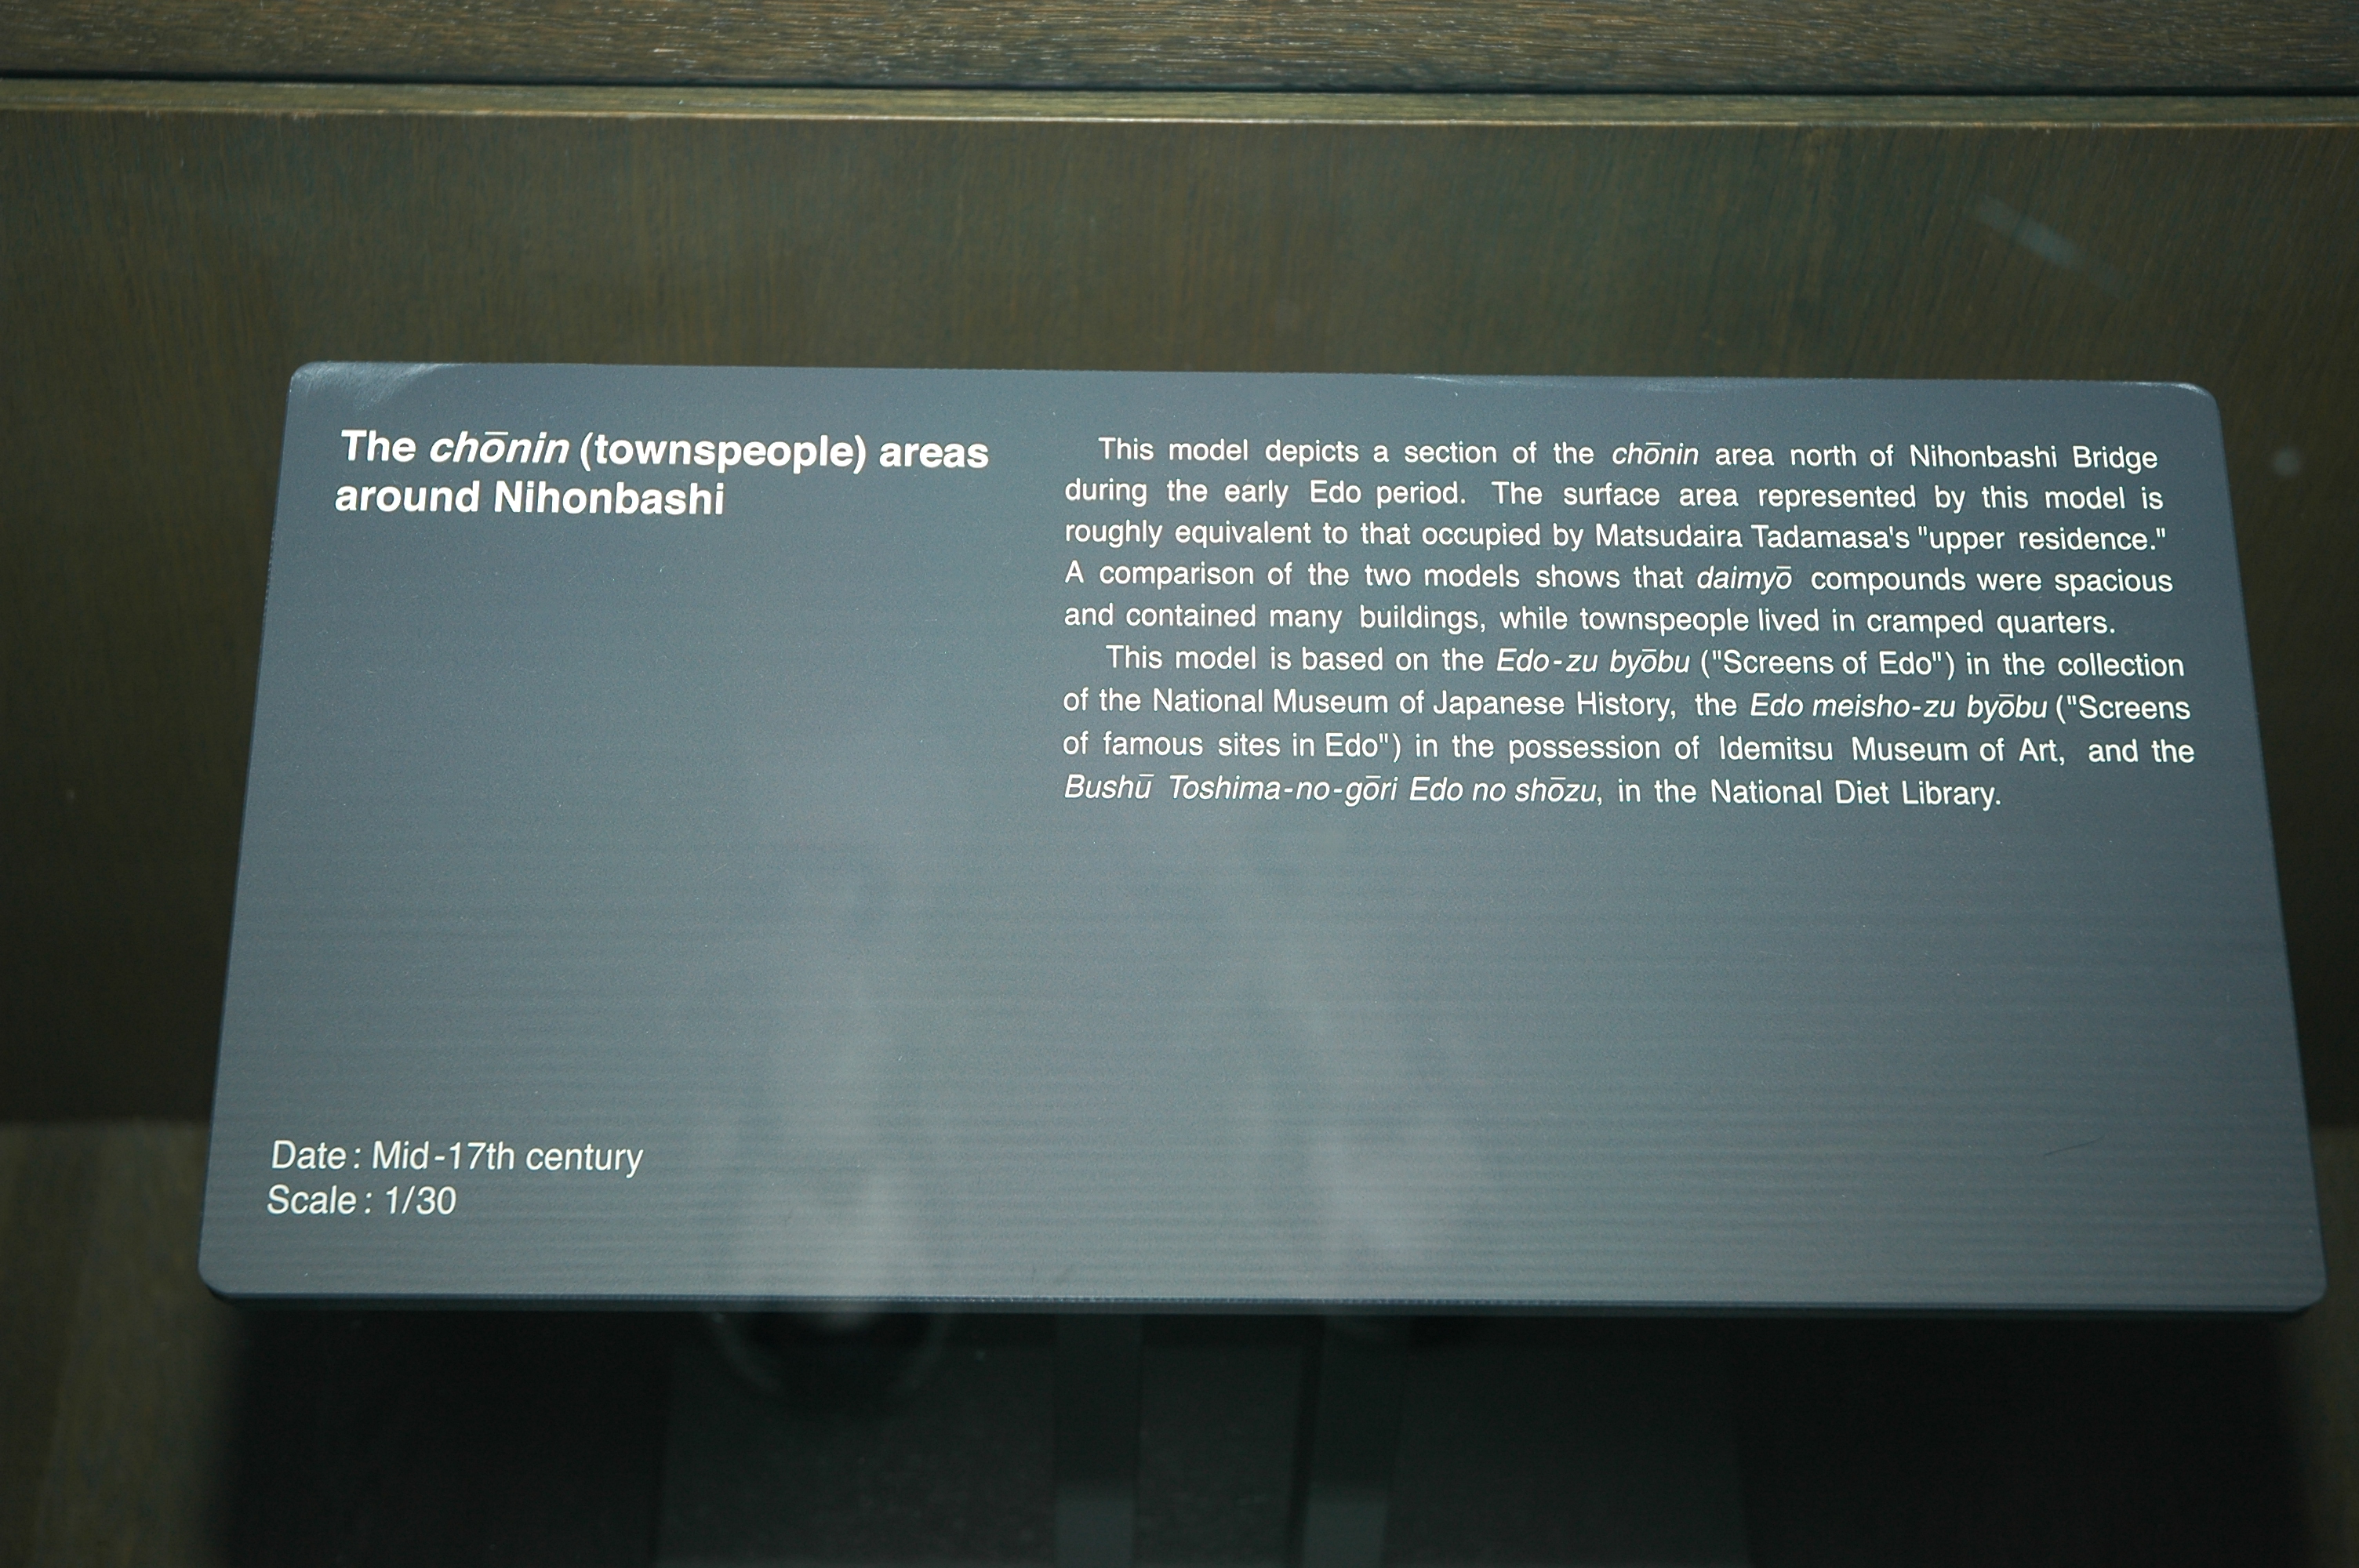 The chōnin (townspeople) areas
around Nihonbashi
This model depicts a section of the chōnin area north of Nihonbashi Bridge
during the early Edo period. The surface area represented by this model is
roughly equivalent to that occupied by Matsudaira Tadamasa's "upper residence."
A comparison of the two models shows that daimyō compounds were spacious
and contained many buildings, while townspeople lived in cramped quarters.
This model is based on the Edo-zu byōbu ("Screens of Edo") in the collection
of the National Museum of Japanese History, the Edo meisho-zu byōbu ("Screens
of famous sites in Edo") in the possession of Idemitsu Museum of Art, and the
Bushū Toshima-no-gōri Edo no shōzu, in the National Diet Library.
Date : Mid-17th century
Scale : 1/30